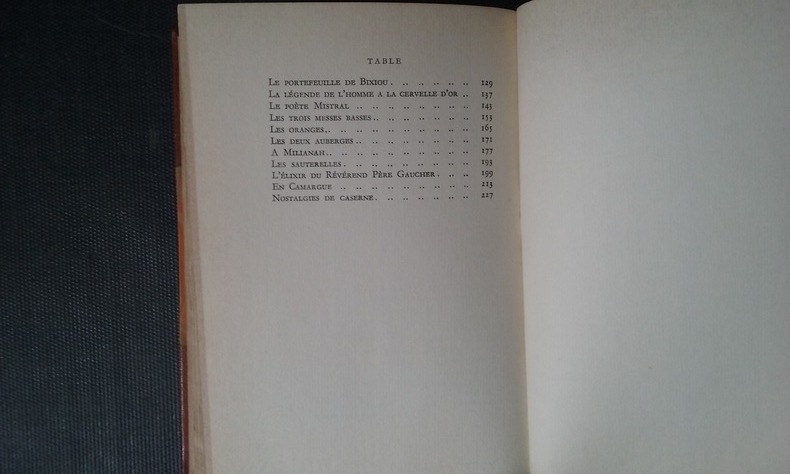 TABLE
LE PORTEFEUILLE DE BIXIOU. .. .. .. .. .. 129
LA LÉGENDE DE L'HOMME A LA CERVELLE D'OR .. 137
LE POÈTE MISTRAL .. .. .. .. .. .. 143
LES TROIS MESSES BASSES.. .. .. .. .. .. 153
LES ORANGES.. .. .. .. .. .. .. .. 165
LES DEUX AUBERGES.. .. .. .. .. .. .. 171
A MILIANAH.. .. .. .. .. .. .. .. 177
LES SAUTERELLES. .. .. .. .. .. .. .. 193
L'ÉLIXIR DU RÉVÉREND PÈRE GAUCHER. .. .. 199
EN CAMARGUE .. .. .. .. .. .. .. 213
NOSTALGIES DE CASERNE. .. .. .. .. .. .. 227